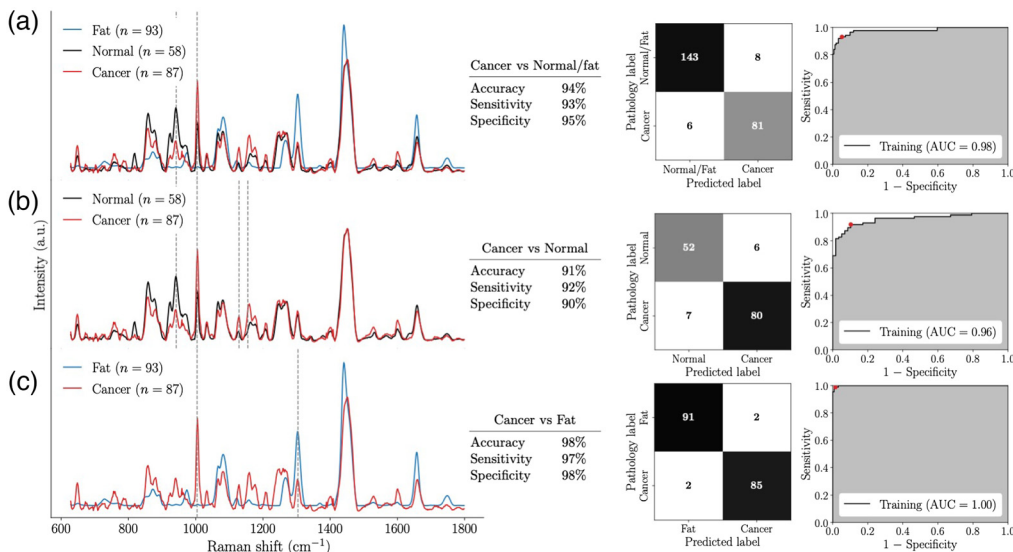 (a)
Fat (n = 93)
Normal (n = 58)
Cancer (n = 87)
Cancer vs Normal/fat
Accuracy 94%
Sensitivity 93%
Specificity 95%
Pathology label
Normal/Fat
Cancer
143 8
6 81
Normal/Fat Cancer
Predicted label
Sensitivity
1.0
0.8
0.6
0.4
0.2
0.0
Training (AUC = 0.98)
0.0 0.2 0.4 0.6 0.8 1.0
1 − Specificity
(b)
Normal (n = 58)
Cancer (n = 87)
Cancer vs Normal
Accuracy 91%
Sensitivity 92%
Specificity 90%
Pathology label
Normal
Cancer
52 6
7 80
Normal Cancer
Predicted label
Sensitivity
1.0
0.8
0.6
0.4
0.2
0.0
Training (AUC = 0.96)
0.0 0.2 0.4 0.6 0.8 1.0
1 − Specificity
(c)
Fat (n = 93)
Cancer (n = 87)
Cancer vs Fat
Accuracy 98%
Sensitivity 97%
Specificity 98%
Pathology label
Fat
Cancer
91 2
2 85
Fat Cancer
Predicted label
Sensitivity
1.0
0.8
0.6
0.4
0.2
0.0
Training (AUC = 1.00)
0.0 0.2 0.4 0.6 0.8 1.0
1 − Specificity
Intensity (a.u.)
600 800 1000 1200 1400 1600 1800
Raman shift (cm⁻¹)